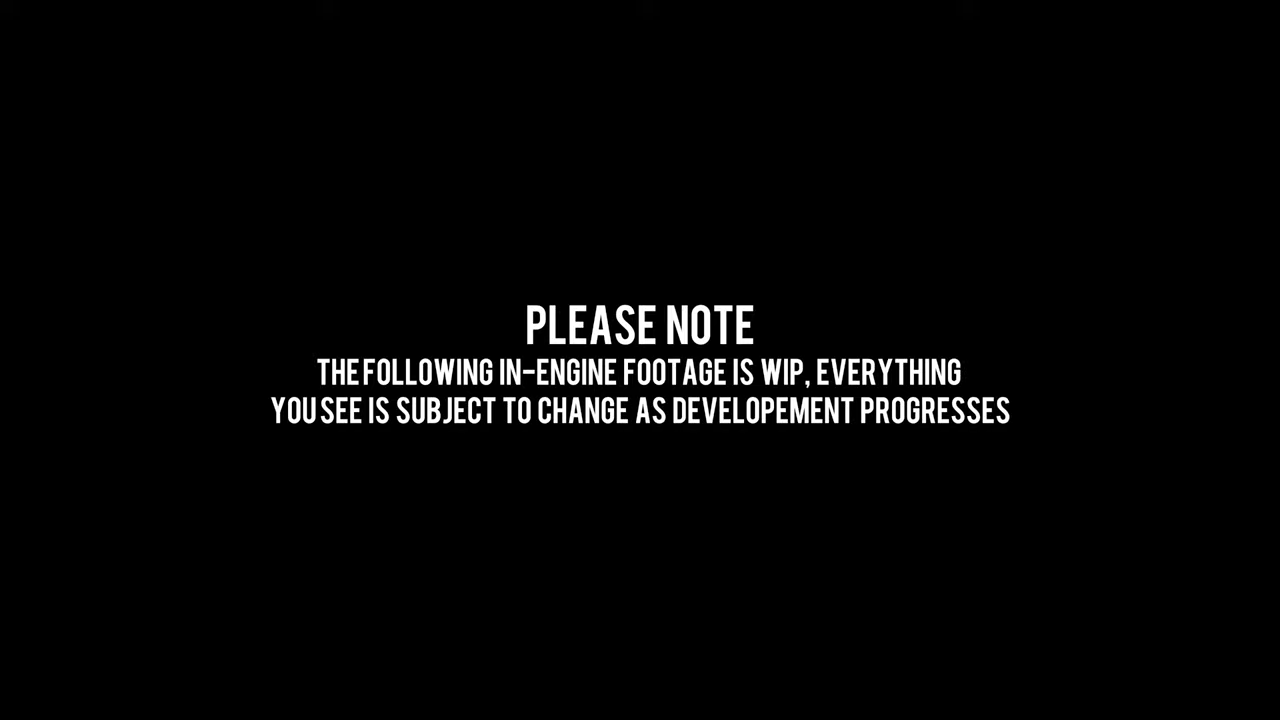 PLEASE NOTE
THE FOLLOWING IN-ENGINE FOOTAGE IS WIP, EVERYTHING
YOU SEE IS SUBJECT TO CHANGE AS DEVELOPEMENT PROGRESSES